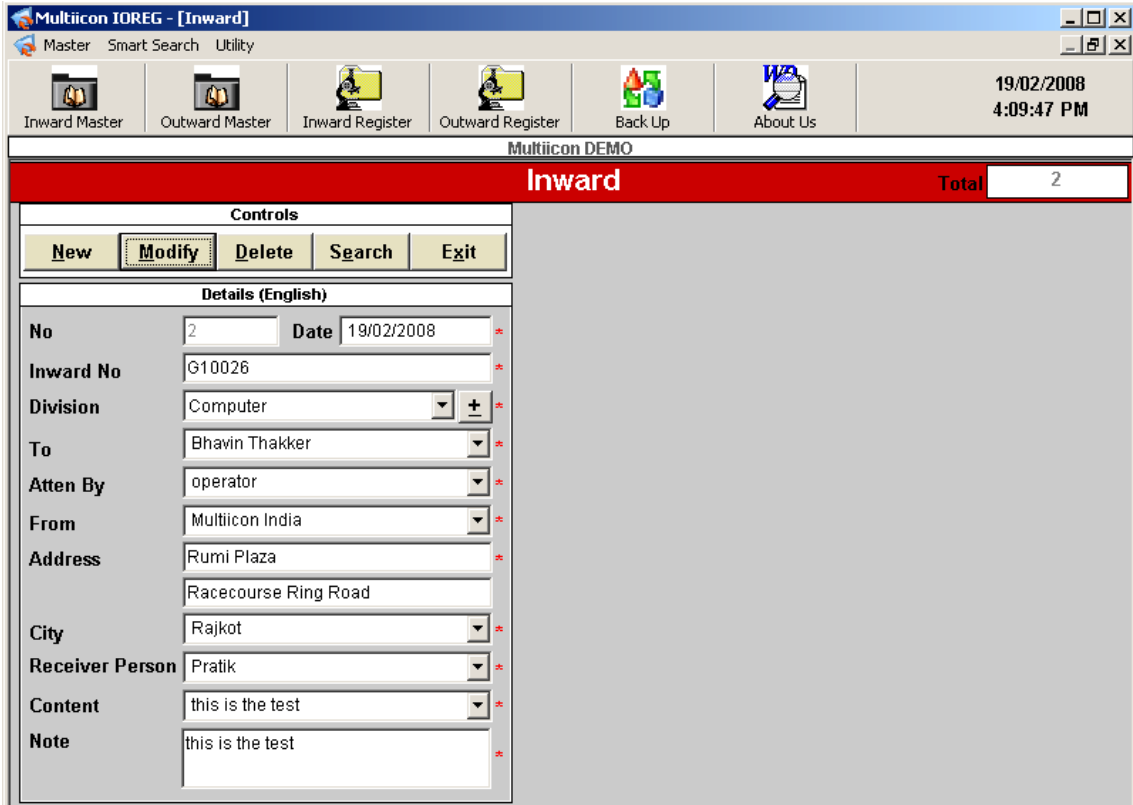 Multiicon IOREG - [Inward]
Master Smart Search Utility
Inward Master Outward Master Inward Register Outward Register Back Up About Us
19/02/2008
4:09:47 PM
Multiicon DEMO
Inward Total 2
Controls
New Modify Delete Search Exit
Details (English)
No 2 Date 19/02/2008 *
Inward No G10026 *
Division Computer ± *
To Bhavin Thakker *
Atten By operator *
From Multiicon India *
Address Rumi Plaza *
Racecourse Ring Road
City Rajkot *
Receiver Person Pratik *
Content this is the test *
Note this is the test *